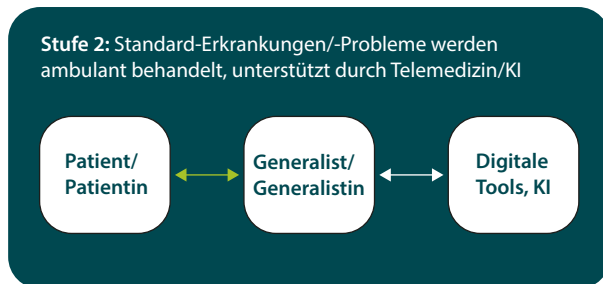 Stufe 2: Standard-Erkrankungen/-Probleme werden
ambulant behandelt, unterstützt durch Telemedizin/KI
Patient/
Patientin
Generalist/
Generalistin
Digitale
Tools, KI